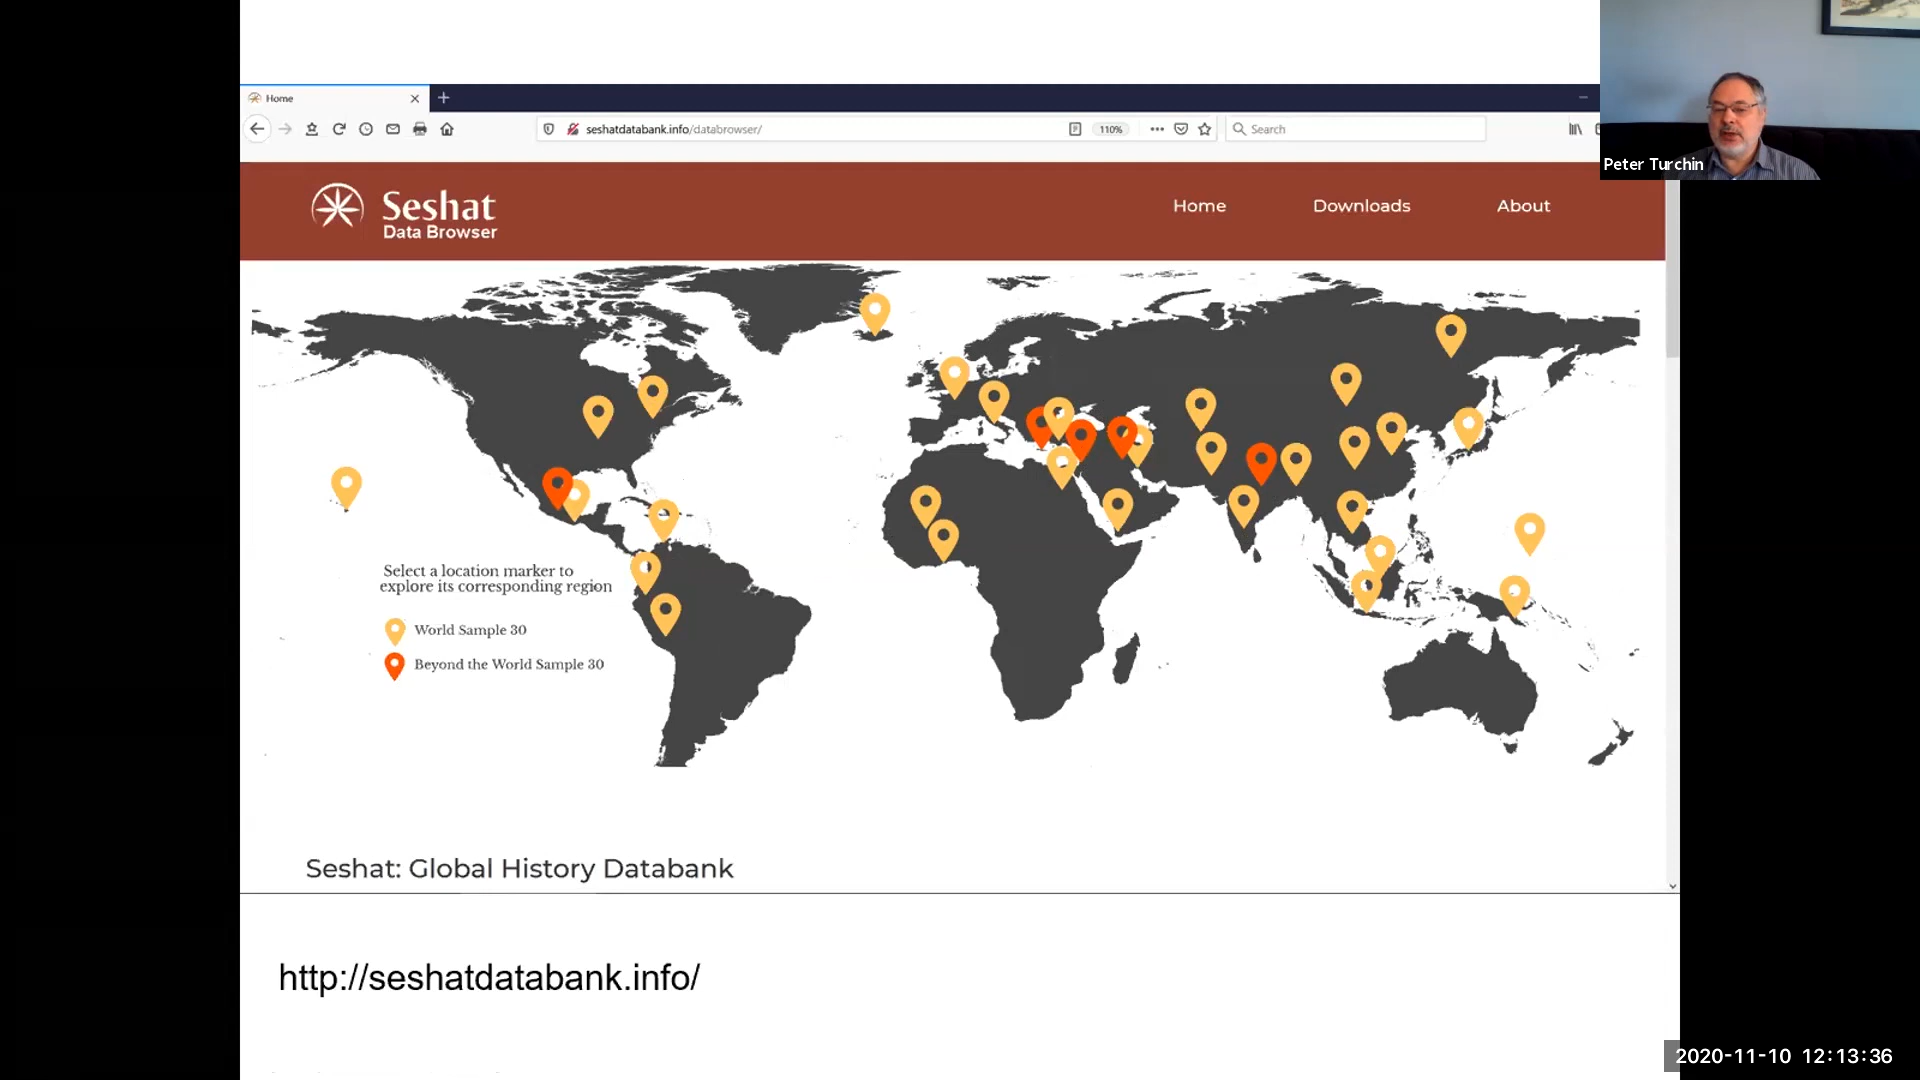 Home
seshatdatabank.info/databrowser/
110%
Search
Peter Turchin
Seshat
Data Browser
Home
Downloads
About
Select a location marker to
explore its corresponding region
World Sample 30
Beyond the World Sample 30
Seshat: Global History Databank
http://seshatdatabank.info/
2020-11-10 12:13:36